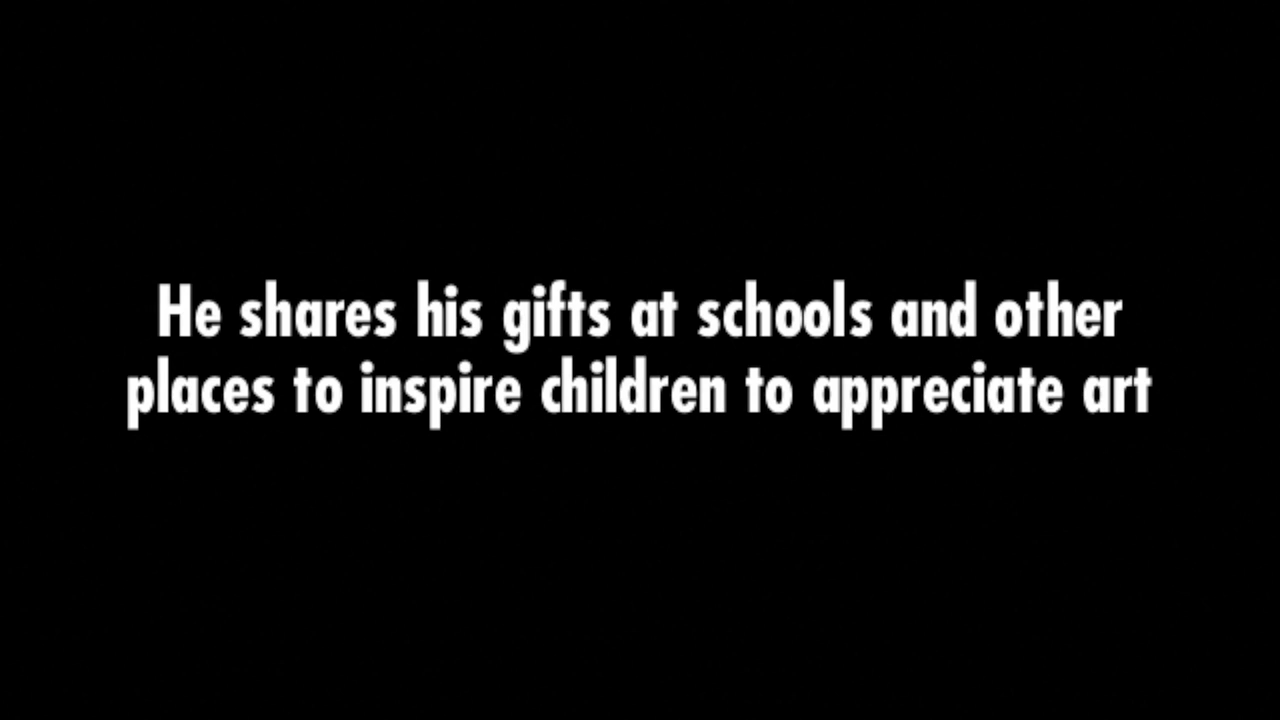 He shares his gifts at schools and other
places to inspire children to appreciate art